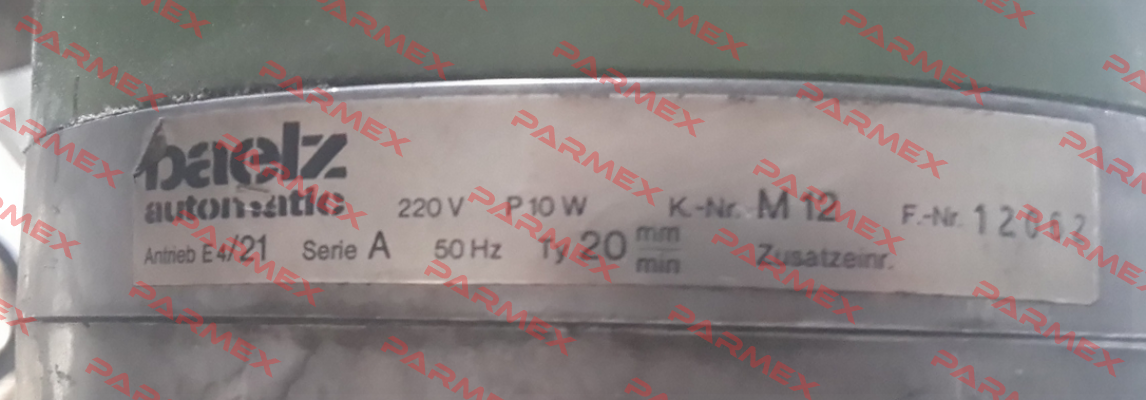 baelz
automatic
220 V P 10 W K.-Nr. M 12 F.-Nr. 12052
Antrieb E 4/21 Serie A 50 Hz Ty 20 mm/min Zusatzeinr.
PARMEX